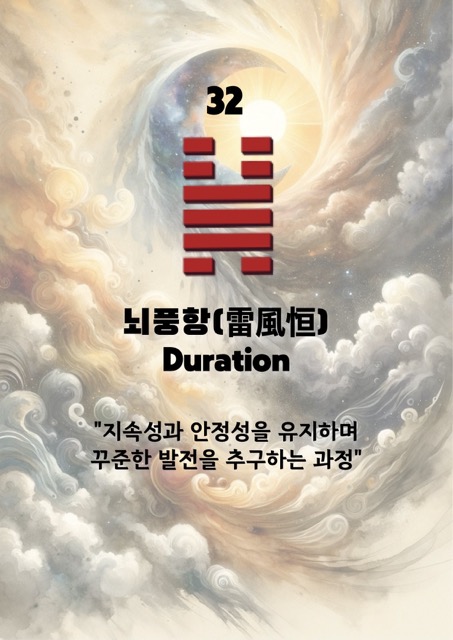 32
뇌풍항(雷風恒)
Duration
"지속성과 안정성을 유지하며
꾸준한 발전을 추구하는 과정"